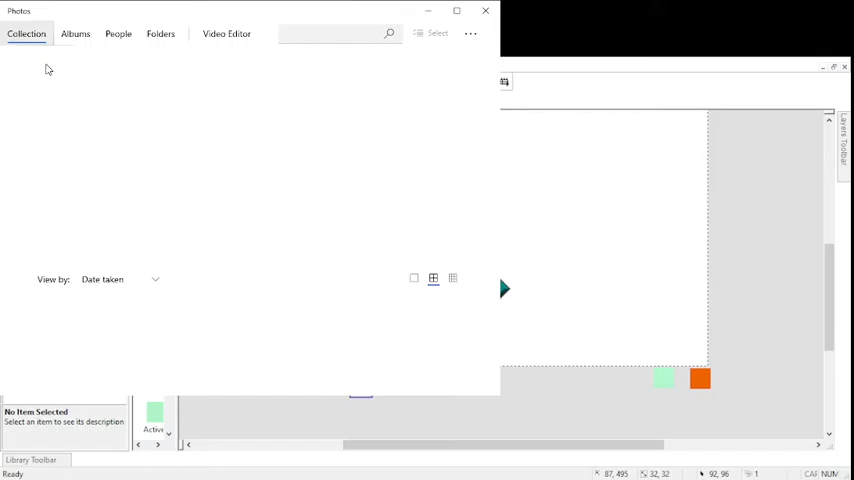 Photos
Collection Albums People Folders Video Editor Select
View by: Date taken
Layers Toolbar
No Item Selected
Select an item to see its description
Active
Library Toolbar
Ready 87, 495 32, 32 92, 96 1 CAP NUM